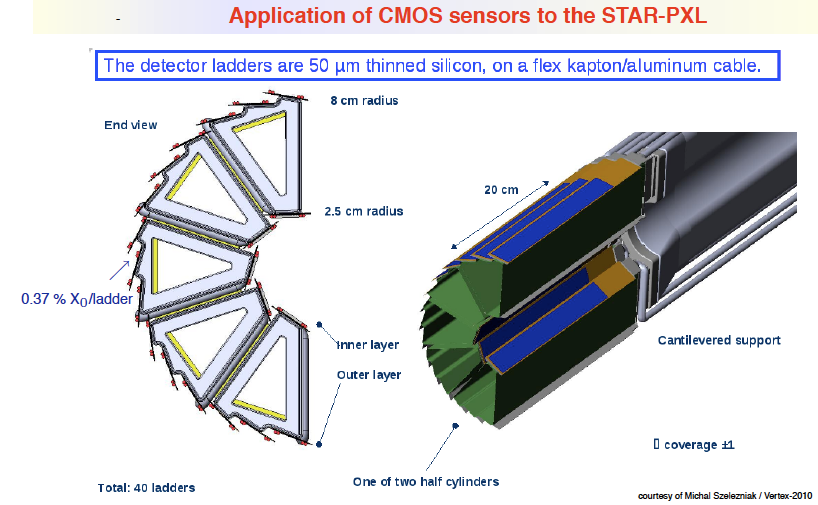 -
Application of CMOS sensors to the STAR-PXL
The detector ladders are 50 µm thinned silicon, on a flex kapton/aluminum cable.
8 cm radius
End view
20 cm
2.5 cm radius
0.37 % X0/ladder
Inner layer
Cantilevered support
Outer layer
▯ coverage ±1
One of two half cylinders
Total: 40 ladders
courtesy of Michal Szelezniak / Vertex-2010